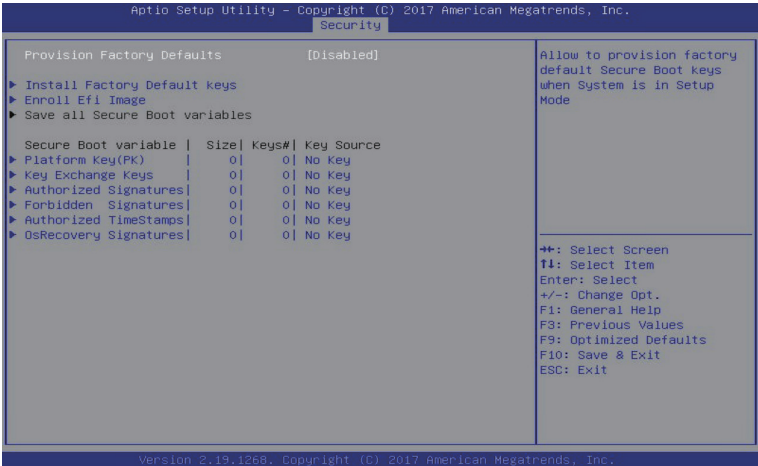 Aptio Setup Utility – Copyright (C) 2017 American Megatrends, Inc.
Security
Provision Factory Defaults [Disabled]
Install Factory Default keys
Enroll Efi Image
Save all Secure Boot variables
Secure Boot variable | Size| Keys#| Key Source
Platform Key(PK) | 0| 0| No Key
Key Exchange Keys | 0| 0| No Key
Authorized Signatures| 0| 0| No Key
Forbidden Signatures| 0| 0| No Key
Authorized TimeStamps| 0| 0| No Key
OsRecovery Signatures| 0| 0| No Key
Allow to provision factory
default Secure Boot keys
when System is in Setup
Mode
→←: Select Screen
↑↓: Select Item
Enter: Select
+/-: Change Opt.
F1: General Help
F3: Previous Values
F9: Optimized Defaults
F10: Save & Exit
ESC: Exit
Version 2.19.1268. Copyright (C) 2017 American Megatrends, Inc.